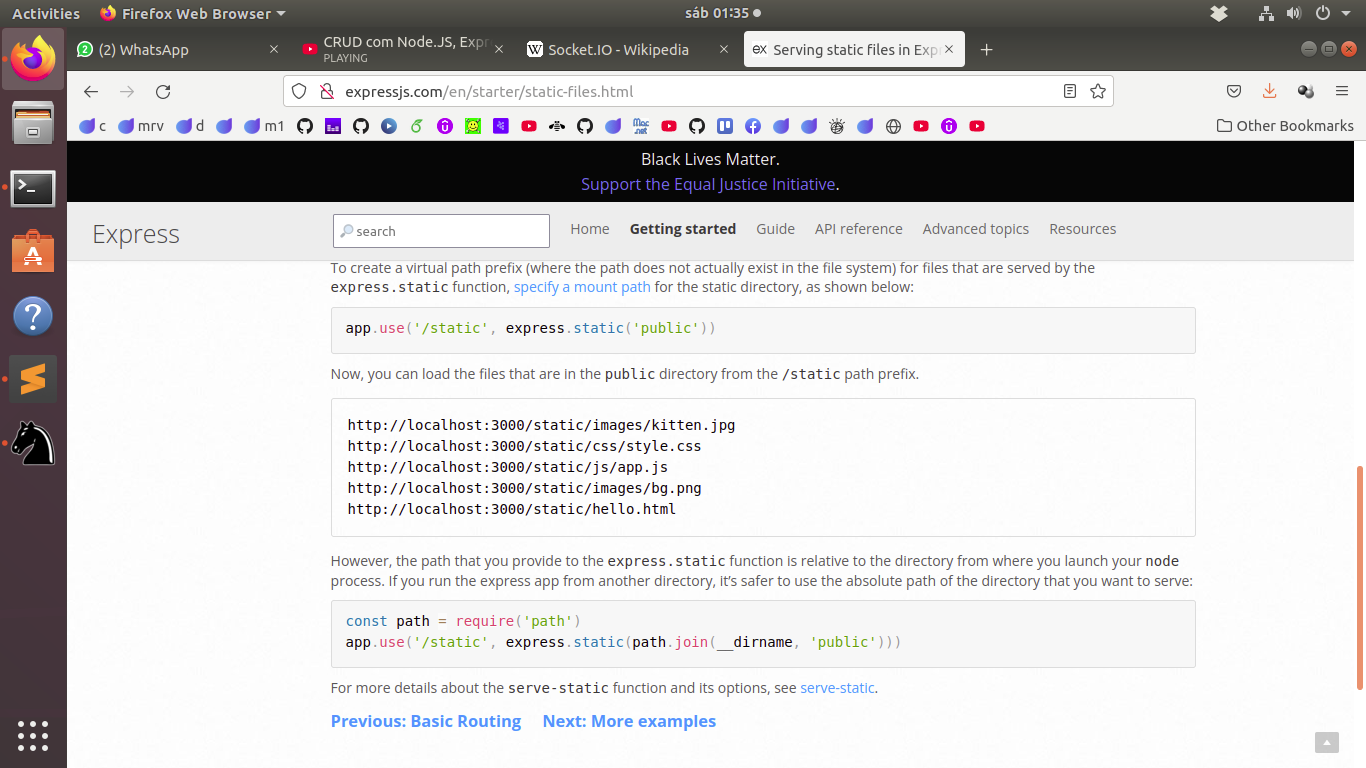 Activities Firefox Web Browser sáb 01:35
(2) WhatsApp
CRUD com Node.JS, Expr
PLAYING
Socket.IO - Wikipedia
Serving static files in Expr
expressjs.com/en/starter/static-files.html
c mrv d m1 Other Bookmarks
Black Lives Matter.
Support the Equal Justice Initiative.
Express
search
Home Getting started Guide API reference Advanced topics Resources
To create a virtual path prefix (where the path does not actually exist in the file system) for files that are served by the
express.static function, specify a mount path for the static directory, as shown below:
app.use('/static', express.static('public'))
Now, you can load the files that are in the public directory from the /static path prefix.
http://localhost:3000/static/images/kitten.jpg
http://localhost:3000/static/css/style.css
http://localhost:3000/static/js/app.js
http://localhost:3000/static/images/bg.png
http://localhost:3000/static/hello.html
However, the path that you provide to the express.static function is relative to the directory from where you launch your node
process. If you run the express app from another directory, it’s safer to use the absolute path of the directory that you want to serve:
const path = require('path')
app.use('/static', express.static(path.join(__dirname, 'public')))
For more details about the serve-static function and its options, see serve-static.
Previous: Basic Routing Next: More examples